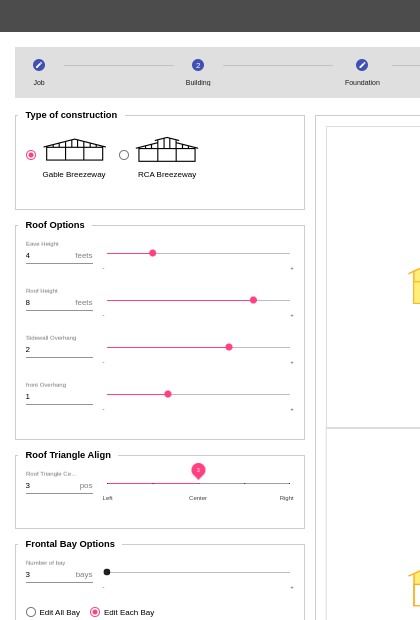 2
Job
Building
Foundation
Type of construction
Gable Breezeway
RCA Breezeway
Roof Options
Eave Height
4 feets
- +
Roof Height
8 feets
- +
Sidewall Overhang
2
- +
front Overhang
1
- +
Roof Triangle Align
Roof Triangle Ce...
3 pos
3
Left Center Right
Frontal Bay Options
Number of bay
3 bays
- +
Edit All Bay
Edit Each Bay